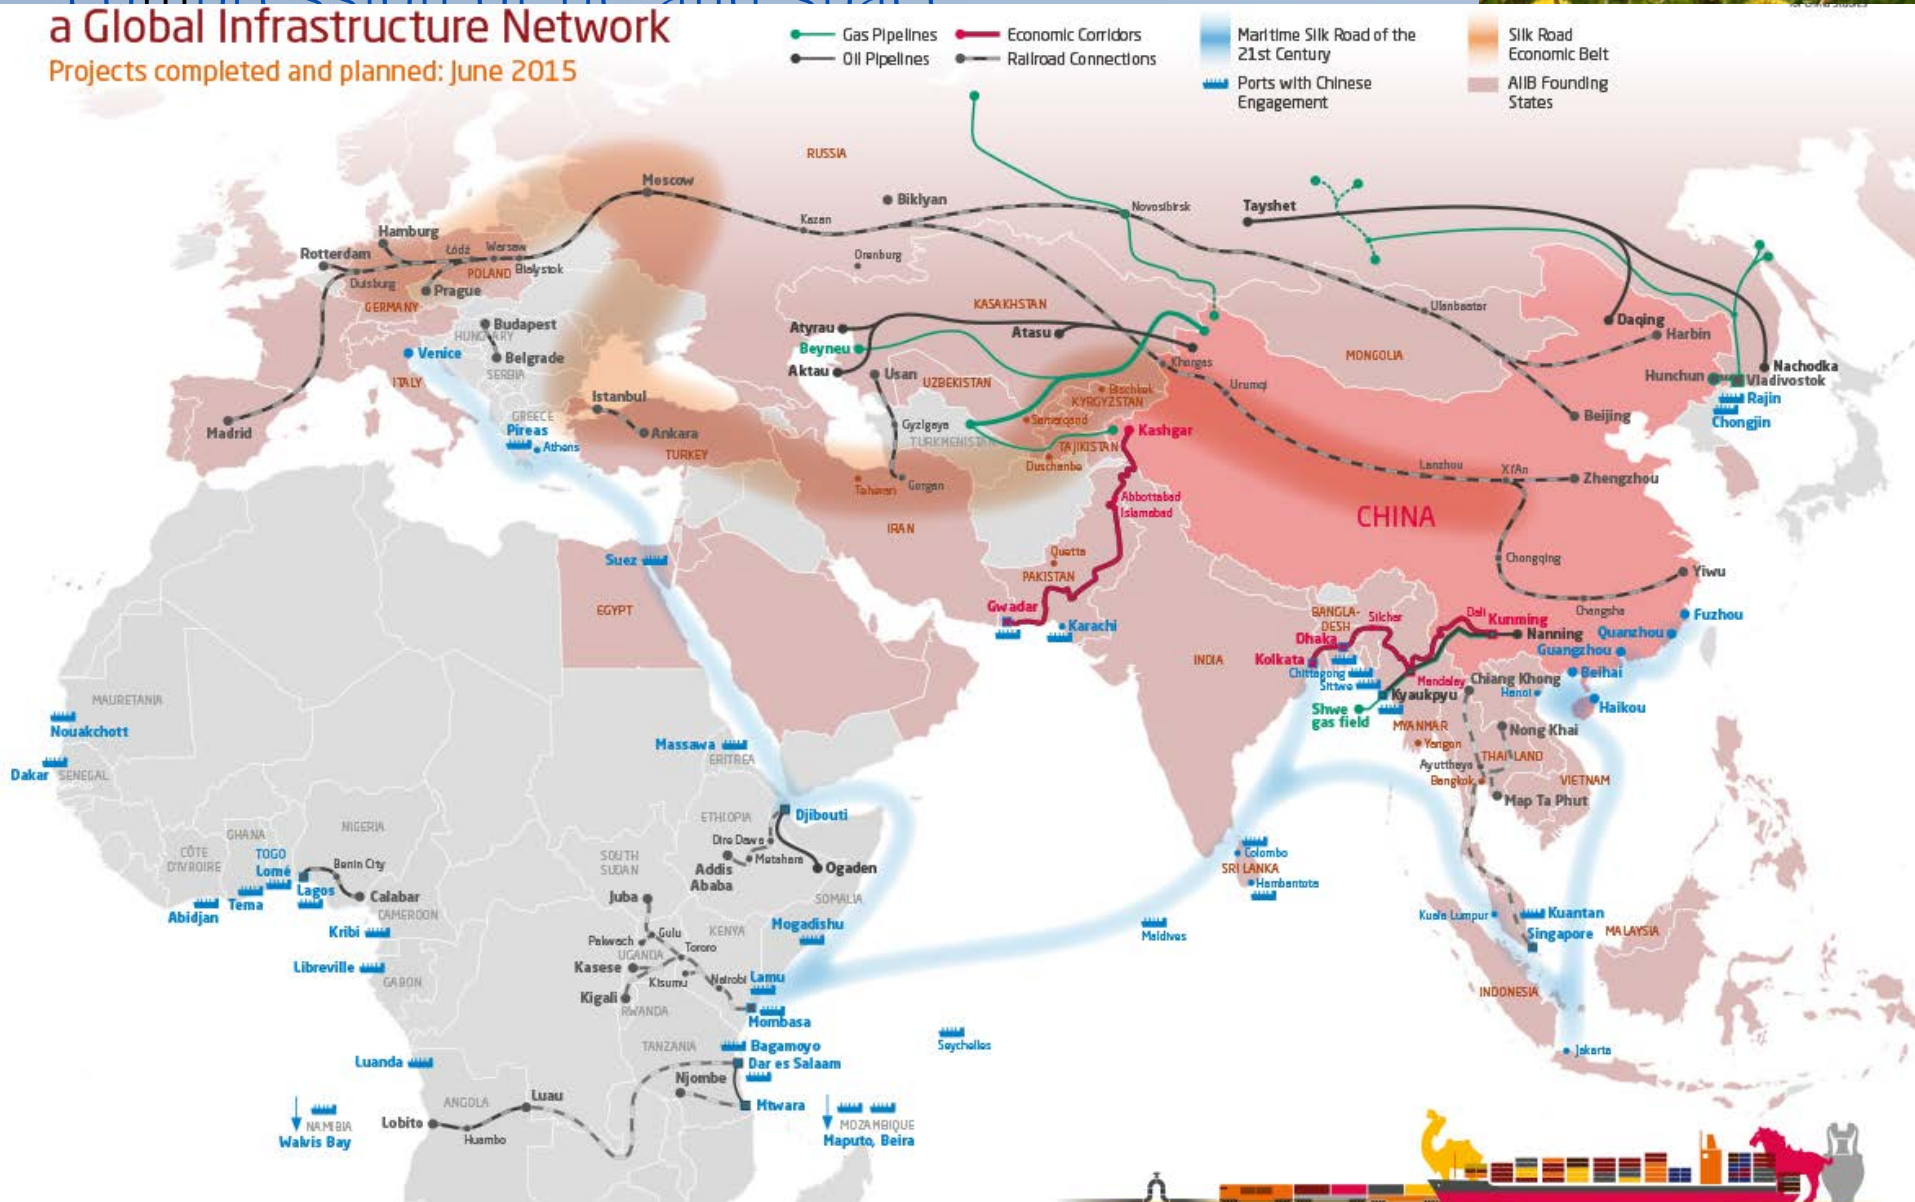 a Global Infrastructure Network
Projects completed and planned: June 2015
Gas Pipelines
Oil Pipelines
Economic Corridors
Railroad Connections
Maritime Silk Road of the
21st Century
Ports with Chinese
Engagement
Silk Road
Economic Belt
AIIB Founding
States
RUSSIA
Moscow
Biklyan
Kazan
Novosibirsk
Tayshet
Hamburg
Rotterdam
Łódź
Warsaw
Bialystok
POLAND
Duisburg
Prague
GERMANY
Orenburg
KASAKHSTAN
Ulanbaatar
Budapest
HUNGARY
Belgrade
SERBIA
Venice
ITALY
Atyrau
Beyneu
Aktau
Atasu
Usan
UZBEKISTAN
Khorgas
Urumqi
MONGOLIA
Daqing
Harbin
Nachodka
Hunchun
Vladivostok
Rajin
Chongjin
Beijing
Bischkek
KYRGYZSTAN
Samarqand
Istanbul
Ankara
TURKEY
GREECE
Pireas
Athens
Madrid
Gyzlgaya
TURKMENISTAN
TAJIKISTAN
Duschanbe
Kashgar
Teheran
Gorgan
IRAN
Abbottabad
Islamabad
Lanzhou
Xi'An
Zhengzhou
CHINA
Chongqing
Yiwu
Changsha
Quetta
PAKISTAN
Gwadar
Karachi
Suez
EGYPT
INDIA
BANGLA-
DESH
Silchar
Dhaka
Kolkata
Chittagong
Sittwe
Dali
Kunming
Nanning
Mandalay
Kyaukpyu
Shwe
gas field
MYANMAR
Yangon
Fuzhou
Quanzhou
Guangzhou
Beihai
Hanoi
Haikou
Chiang Khong
Nong Khai
THAILAND
Ayutthaya
Bangkok
VIETNAM
Map Ta Phut
MAURETANIA
Nouakchott
Dakar
SENEGAL
Massawa
ERITREA
Djibouti
ETHIOPIA
Dire Dawa
Metahara
Addis
Ababa
Ogaden
SOMALIA
Mogadishu
NIGERIA
GHANA
CÔTE
D'IVROIRE
TOGO
Lomé
Benin City
Lagos
Tema
Abidjan
Calabar
CAMEROON
Kribi
Libreville
GABON
SOUTH
SUDAN
Juba
Gulu
Pakwach
Tororo
KENYA
UGANDA
Kasese
Kisumu
Nairobi
Lamu
Kigali
RWANDA
Mombasa
TANZANIA
Bagamoyo
Dar es Salaam
Njombe
Mtwara
Seychelles
Maldives
Colombo
SRI LANKA
Hambantota
Kuala Lumpur
Kuantan
Singapore
MALAYSIA
INDONESIA
Jakarta
Luanda
ANGOLA
Luau
Lobito
Huambo
NAMIBIA
Walvis Bay
MOZAMBIQUE
Maputo, Beira